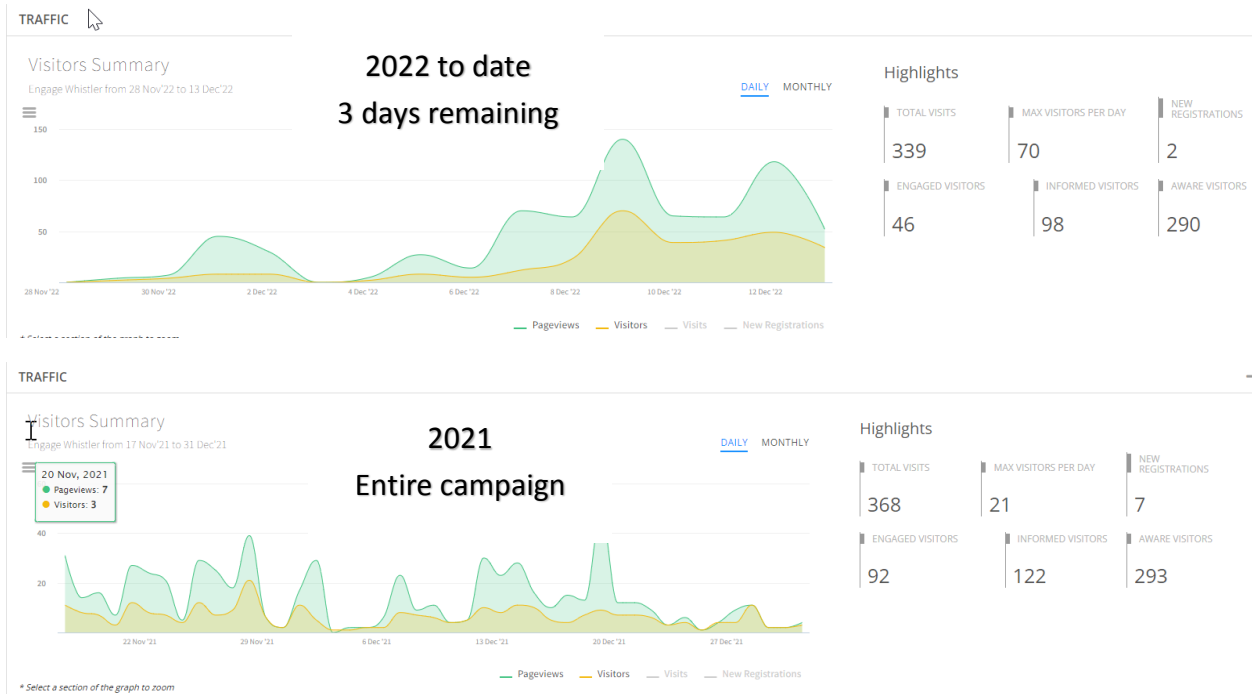 TRAFFIC
Visitors Summary
Engage Whistler from 28 Nov'22 to 13 Dec'22
2022 to date
3 days remaining
DAILY MONTHLY
150
100
50
28 Nov '22 30 Nov '22 2 Dec '22 4 Dec '22 6 Dec '22 8 Dec '22 10 Dec '22 12 Dec '22
Pageviews Visitors Visits New Registrations
* Select a section of the graph to zoom
Highlights
TOTAL VISITS
339
MAX VISITORS PER DAY
70
NEW
REGISTRATIONS
2
ENGAGED VISITORS
46
INFORMED VISITORS
98
AWARE VISITORS
290
TRAFFIC
Visitors Summary
Engage Whistler from 17 Nov'21 to 31 Dec'21
2021
Entire campaign
DAILY MONTHLY
20 Nov, 2021
Pageviews: 7
Visitors: 3
40
20
22 Nov '21 29 Nov '21 6 Dec '21 13 Dec '21 20 Dec '21 27 Dec '21
Pageviews Visitors Visits New Registrations
* Select a section of the graph to zoom
Highlights
TOTAL VISITS
368
MAX VISITORS PER DAY
21
NEW
REGISTRATIONS
7
ENGAGED VISITORS
92
INFORMED VISITORS
122
AWARE VISITORS
293